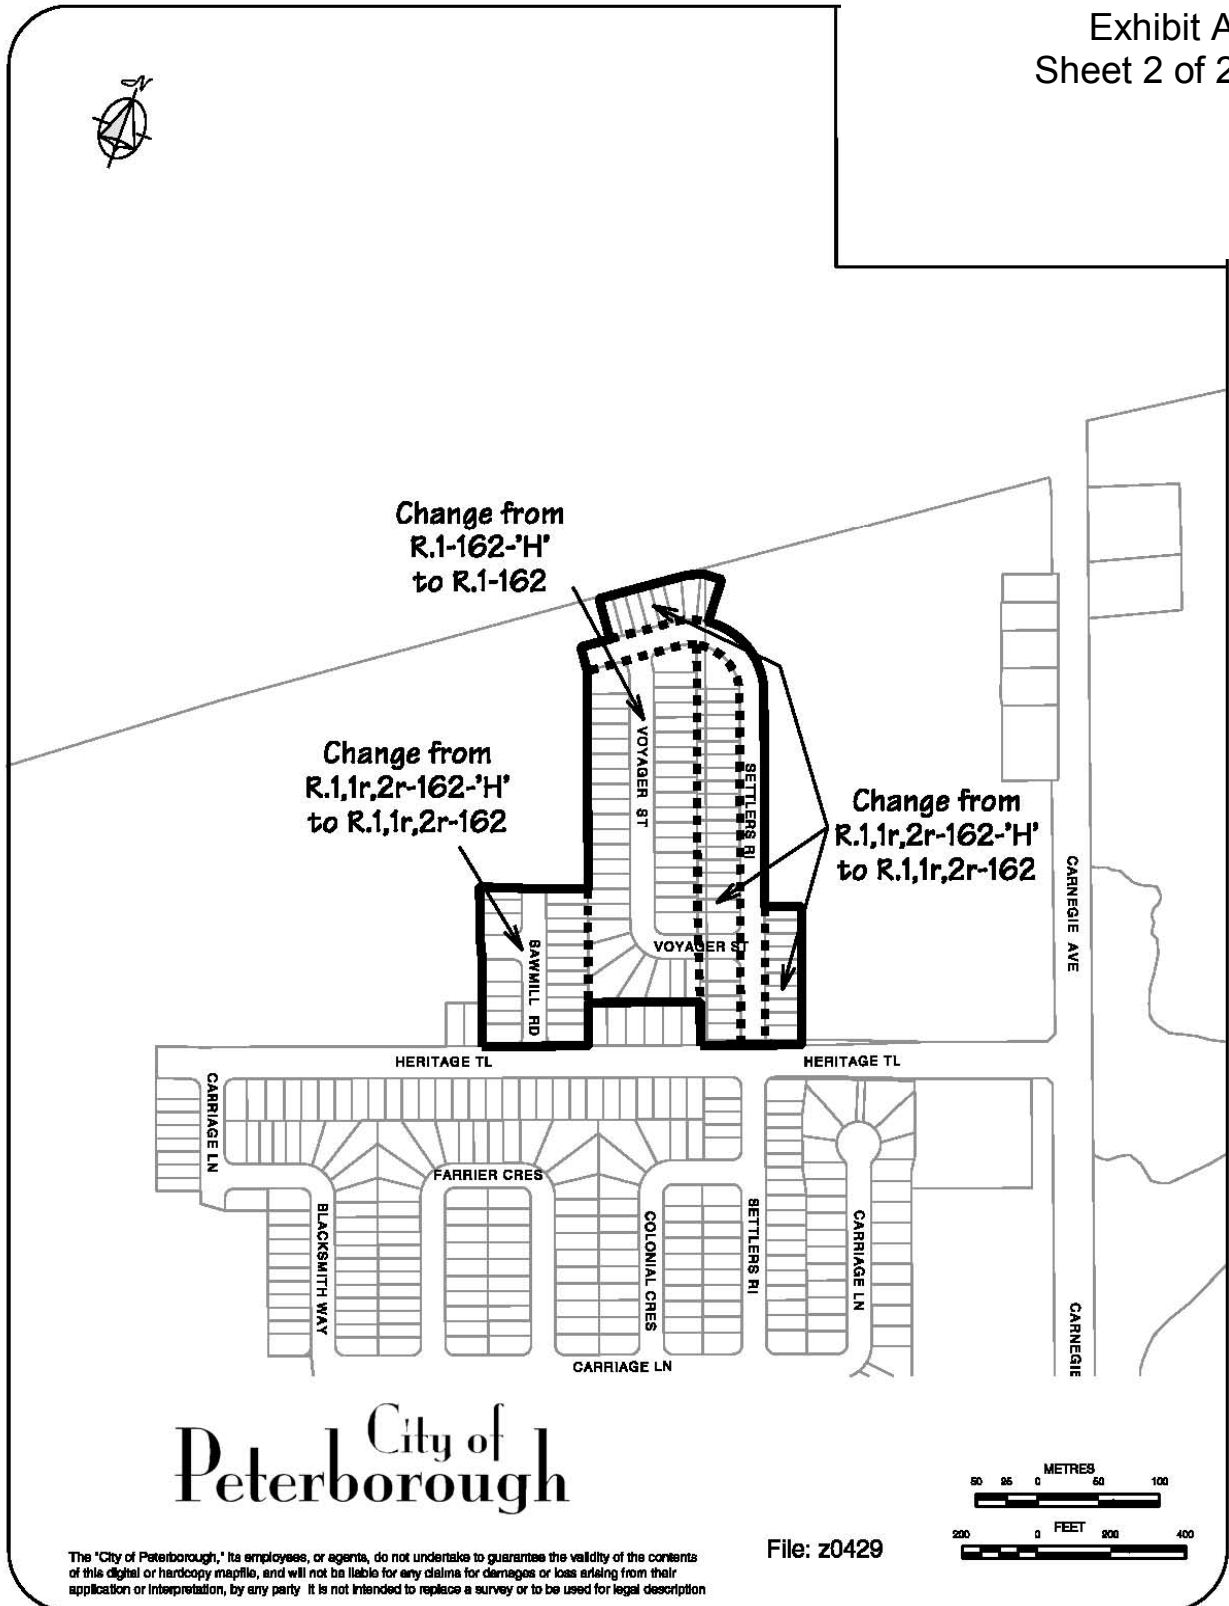 Exhibit A
Sheet 2 of 2
N
Change from
R.1-162-'H'
to R.1-162
Change from
R.1,1r,2r-162-'H'
to R.1,1r,2r-162
Change from
R.1,1r,2r-162-'H'
to R.1,1r,2r-162
VOYAGER ST
SETTLERS RI
VOYAGER ST
SAWMILL RD
CARNEGIE AVE
HERITAGE TL
HERITAGE TL
CARRIAGE LN
FARRIER CRES
BLACKSMITH WAY
COLONIAL CRES
SETTLERS RI
CARRIAGE LN
CARRIAGE LN
CARNEGIE
City of
Peterborough
METRES
50 25 0 50 100
FEET
200 0 200 400
File: z0429
The "City of Peterborough," its employees, or agents, do not undertake to guarantee the validity of the contents
of this digital or hardcopy mapfile, and will not be liable for any claims for damages or loss arising from their
application or interpretation, by any party It is not intended to replace a survey or to be used for legal description